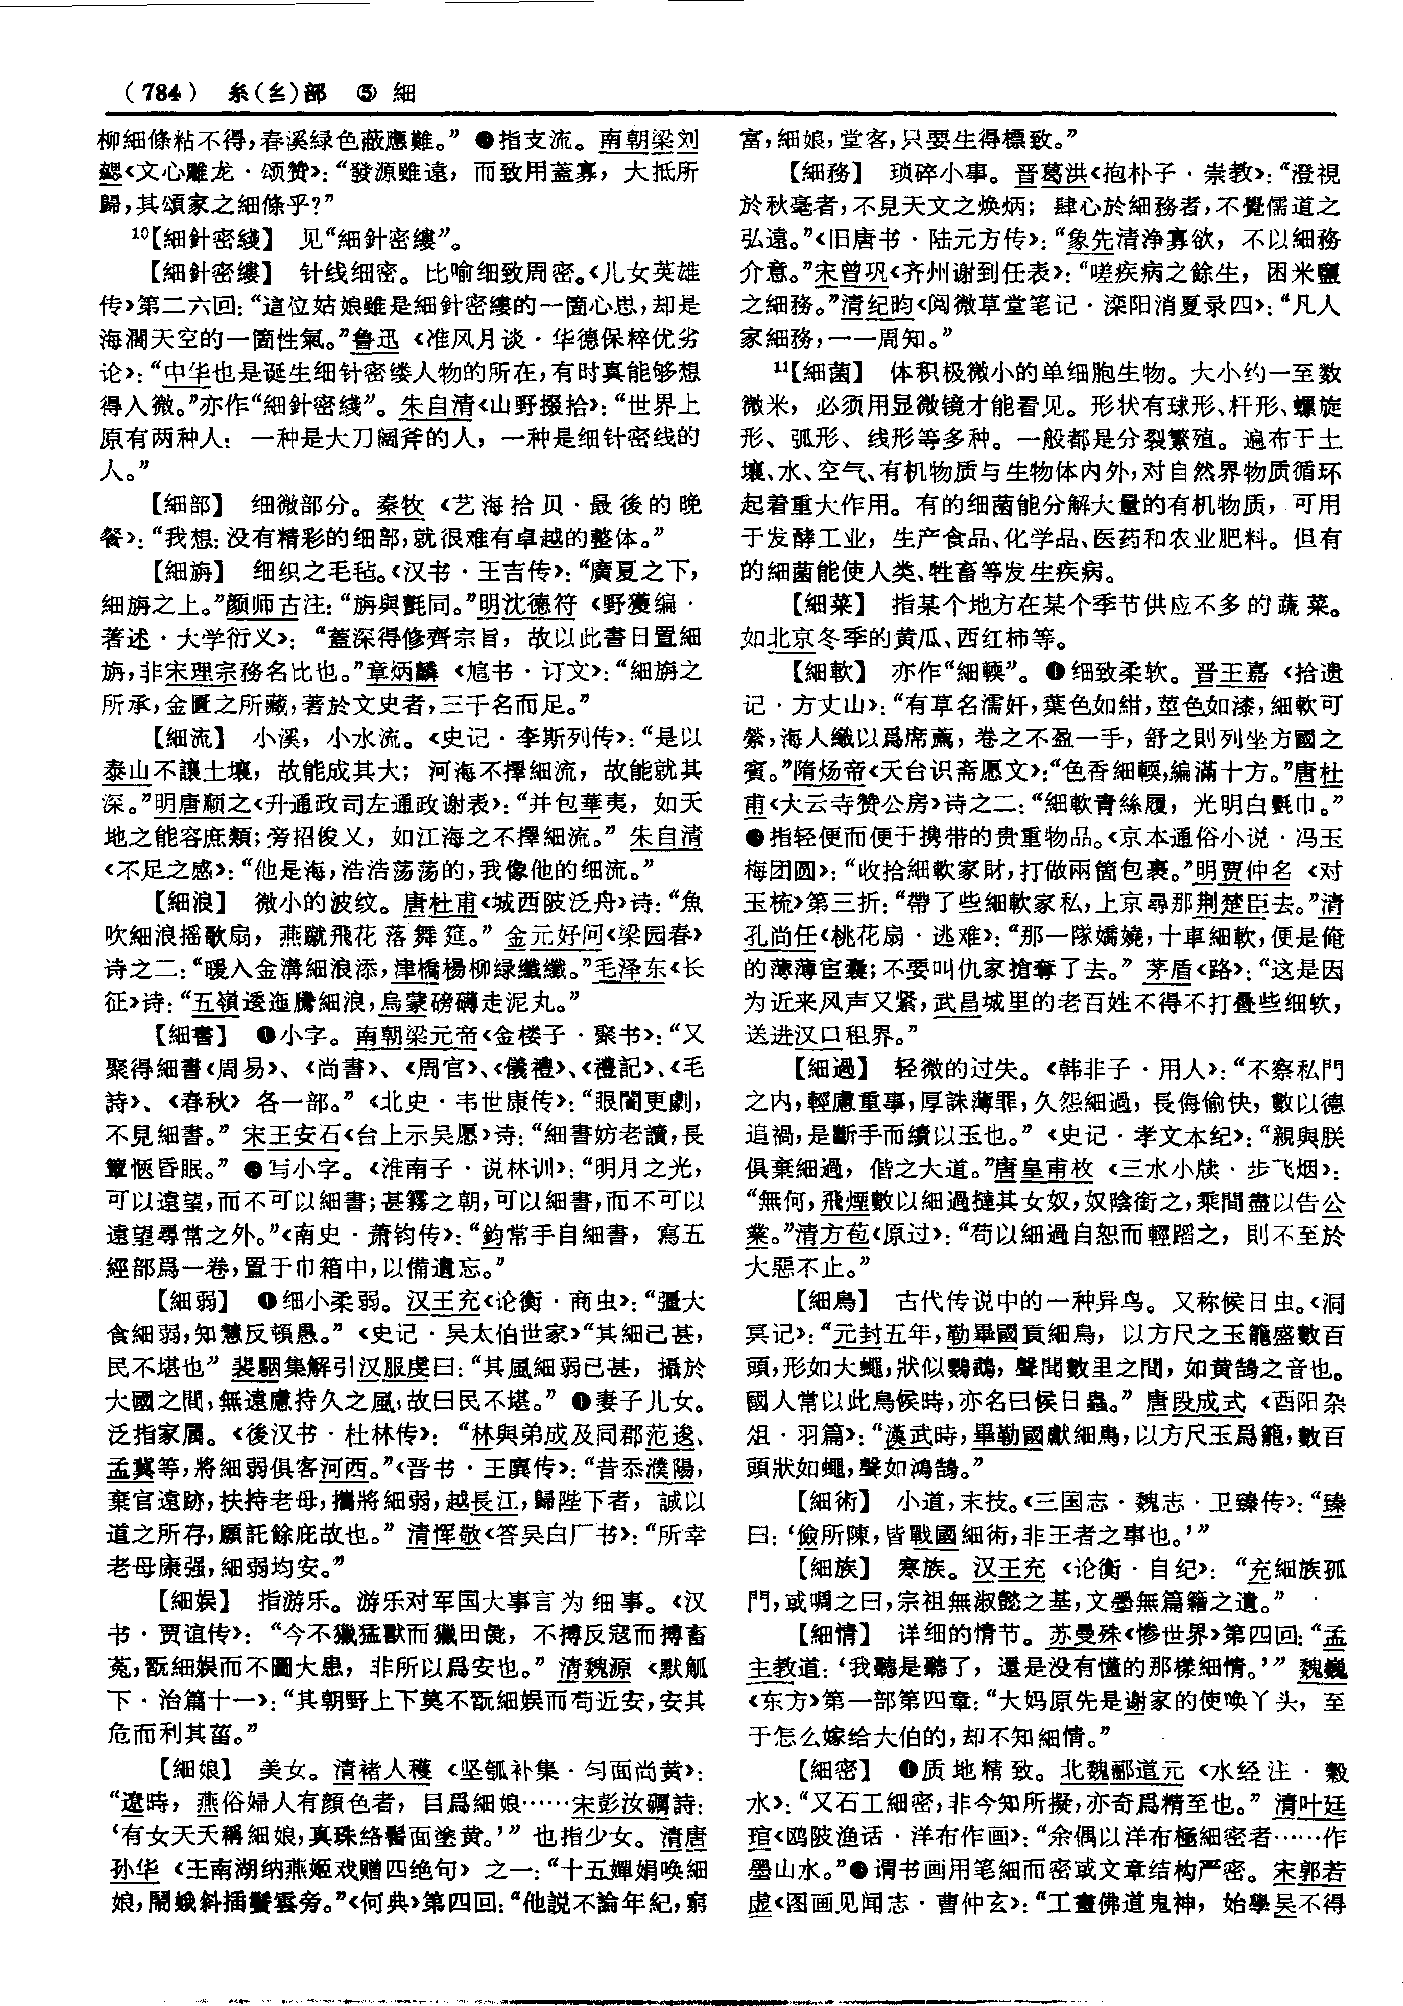 (784) 糸(纟)部 ⑤ 細
柳細條粘不得，春溪緑色蔽應難。” ❷指支流。南朝梁刘
勰《文心雕龙·颂赞》：“發源雖遠，而致用蓋寡，大抵所
歸，其頌家之細條乎？”
¹⁰【細針密綫】 见“細針密縷”。
【細針密縷】 针线细密。比喻细致周密。《儿女英雄
传》第二六回：“這位姑娘雖是細針密縷的一箇心思，却是
海闊天空的一箇性氣。”鲁迅《准风月谈·华德保粹优劣
论》：“中华也是诞生细针密缕人物的所在，有时真能够想
得入微。”亦作“細針密綫”。朱自清《山野掇拾》：“世界上
原有两种人：一种是大刀阔斧的人，一种是细针密线的
人。”
【細部】 细微部分。秦牧《艺海拾贝·最後的晚
餐》：“我想：没有精彩的细部，就很难有卓越的整体。”
【細旃】 细织之毛毡。《汉书·王吉传》：“廣夏之下，
細旃之上。”颜师古注：“旃與氈同。”明沈德符《野獲编·
著述·大学衍义》：“蓋深得修齊宗旨，故以此書日置細
旃，非宋理宗務名比也。”章炳麟《訄书·订文》：“細旃之
所承，金匱之所藏，著於文史者，三千名而足。”
【細流】 小溪，小水流。《史记·李斯列传》：“是以
泰山不讓土壤，故能成其大；河海不擇細流，故能就其
深。”明唐顺之《升通政司左通政谢表》：“并包華夷，如天
地之能容庶類；旁招俊乂，如江海之不擇細流。” 朱自清
《不足之感》：“他是海，浩浩荡荡的，我像他的细流。”
【細浪】 微小的波纹。唐杜甫《城西陂泛舟》诗：“魚
吹細浪摇歌扇，燕蹴飛花落舞筵。” 金元好问《梁园春》
诗之二：“暖入金溝細浪添，津橋楊柳緑纖纖。”毛泽东《长
征》诗：“五嶺逶迤騰細浪，烏蒙磅礴走泥丸。”
【細書】 ❶小字。南朝梁元帝《金楼子·聚书》：“又
聚得細書《周易》、《尚書》、《周官》、《儀禮》、《禮記》、《毛
詩》、《春秋》各一部。” 《北史·韦世康传》：“眼闇更劇，
不見細書。” 宋王安石《台上示吴愿》诗：“細書妨老讀，長
簟愜昏眠。” ❷写小字。《淮南子·说林训》：“明月之光，
可以遠望，而不可以細書；甚霧之朝，可以細書，而不可以
遠望尋常之外。”《南史·萧钧传》：“鈞常手自細書，寫五
經部爲一卷，置于巾箱中，以備遺忘。”
【細弱】 ❶细小柔弱。汉王充《论衡·商虫》：“彊大
食細弱，知慧反頓愚。” 《史记·吴太伯世家》“其細已甚，
民不堪也” 裴駰集解引汉服虔曰：“其風細弱已甚，攝於
大國之間，無遠慮持久之風，故曰民不堪。” ❶妻子儿女。
泛指家属。《後汉书·杜林传》：“林與弟成及同郡范逡、
孟冀等，將細弱俱客河西。”《晋书·王廙传》：“昔忝濮陽，
棄官遠跡，扶持老母，攜將細弱，越長江，歸陛下者，誠以
道之所存，願託餘庇故也。” 清恽敬《答吴白厂书》：“所幸
老母康强，細弱均安。”
【細娱】 指游乐。游乐对军国大事言为细事。《汉
书·贾谊传》：“今不獵猛獸而獵田彘，不搏反寇而搏畜
菟，翫細娱而不圖大患，非所以爲安也。” 清魏源《默觚
下·治篇十一》：“其朝野上下莫不翫細娱而苟近安，安其
危而利其菑。”
【細娘】 美女。清褚人穫《坚瓠补集·匀面尚黄》：
“遼時，燕俗婦人有顔色者，目爲細娘……宋彭汝礪詩：
‘有女夭夭稱細娘，真珠絡髻面塗黄。’” 也指少女。清唐
孙华《王南湖纳燕姬戏赠四绝句》之一：“十五嬋娟唤細
娘，鬧蛾斜插鬢雲旁。”《何典》第四回：“他説不論年紀，窮
富，細娘，堂客，只要生得標致。”
【細務】 琐碎小事。晋葛洪《抱朴子·崇教》：“澄視
於秋毫者，不見天文之焕炳；肆心於細務者，不覺儒道之
弘遠。”《旧唐书·陆元方传》：“象先清净寡欲，不以細務
介意。”宋曾巩《齐州谢到任表》：“嗟疾病之餘生，困米鹽
之細務。”清纪昀《阅微草堂笔记·滦阳消夏录四》：“凡人
家細務，一一周知。”
¹¹【細菌】 体积极微小的单细胞生物。大小约一至数
微米，必须用显微镜才能看见。形状有球形、杆形、螺旋
形、弧形、线形等多种。一般都是分裂繁殖。遍布于土
壤、水、空气、有机物质与生物体内外，对自然界物质循环
起着重大作用。有的细菌能分解大量的有机物质，可用
于发酵工业，生产食品、化学品、医药和农业肥料。但有
的細菌能使人类、牲畜等发生疾病。
【細菜】 指某个地方在某个季节供应不多的蔬菜。
如北京冬季的黄瓜、西红柿等。
【細軟】 亦作“細輭”。❶细致柔软。晋王嘉《拾遗
记·方丈山》：“有草名濡奸，葉色如紺，莖色如漆，細軟可
縈，海人織以爲席薦，卷之不盈一手，舒之則列坐方國之
賓。”隋炀帝《天台识斋愿文》：“色香細輭，編滿十方。”唐杜
甫《大云寺赞公房》诗之二：“細軟青絲履，光明白氈巾。”
❷指轻便而便于携带的贵重物品。《京本通俗小说·冯玉
梅团圆》：“收拾細軟家財，打做兩箇包裹。”明贾仲名《对
玉梳》第三折：“帶了些細軟家私，上京尋那荆楚臣去。”清
孔尚任《桃花扇·逃难》：“那一隊嬌嬈，十車細軟，便是俺
的薄薄宦囊；不要叫仇家搶奪了去。” 茅盾《路》：“这是因
为近来风声又紧，武昌城里的老百姓不得不打叠些细软，
送进汉口租界。”
【細過】 轻微的过失。《韩非子·用人》：“不察私門
之内，輕慮重事，厚誅薄罪，久怨細過，長侮偷快，數以德
追禍，是斷手而續以玉也。” 《史记·孝文本纪》：“親與朕
俱棄細過，偕之大道。”唐皇甫枚《三水小牍·步飞烟》：
“無何，飛煙數以細過撻其女奴，奴陰銜之，乘間盡以告公
業。”清方苞《原过》：“苟以細過自恕而輕蹈之，則不至於
大惡不止。”
【細鳥】 古代传说中的一种异鸟。又称候日虫。《洞
冥记》：“元封五年，勒畢國貢細鳥，以方尺之玉籠盛數百
頭，形如大蠅，狀似鸚鵡，聲聞數里之間，如黄鵠之音也。
國人常以此鳥候時，亦名曰候日蟲。” 唐段成式《酉阳杂
俎·羽篇》：“漢武時，畢勒國獻細鳥，以方尺玉爲籠，數百
頭狀如蠅，聲如鴻鵠。”
【細術】 小道，末技。《三国志·魏志·卫臻传》：“臻
曰：‘儉所陳，皆戰國細術，非王者之事也。’”
【細族】 寒族。汉王充《论衡·自纪》：“充細族孤
門，或啁之曰，宗祖無淑懿之基，文墨無篇籍之遺。”
【細情】 详细的情节。苏曼殊《惨世界》第四回：“孟
主教道：‘我聽是聽了，還是没有懂的那樣細情。’” 魏巍
《东方》第一部第四章：“大妈原先是谢家的使唤丫头，至
于怎么嫁给大伯的，却不知細情。”
【細密】 ❶质地精致。北魏郦道元《水经注·瀫
水》：“又石工細密，非今知所擬，亦奇爲精至也。” 清叶廷
琯《鸥陂渔话·洋布作画》：“余偶以洋布極細密者……作
墨山水。”❷谓书画用笔細而密或文章结构严密。宋郭若
虚《图画见闻志·曹仲玄》：“工畫佛道鬼神，始學吴不得